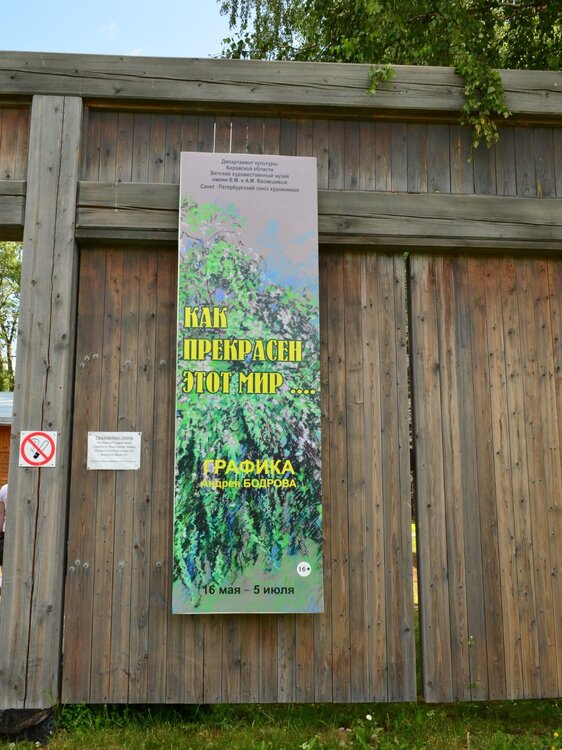 Департамент культуры
Кировской области
Вятский художественный музей
имени В.М. и А.М. Васнецовых
Санкт - Петербургский союз художников
КАК
ПРЕКРАСЕН
ЭТОТ МИР ....
ГРАФИКА
Андрея БОДРОВА
16+
16 мая - 5 июля